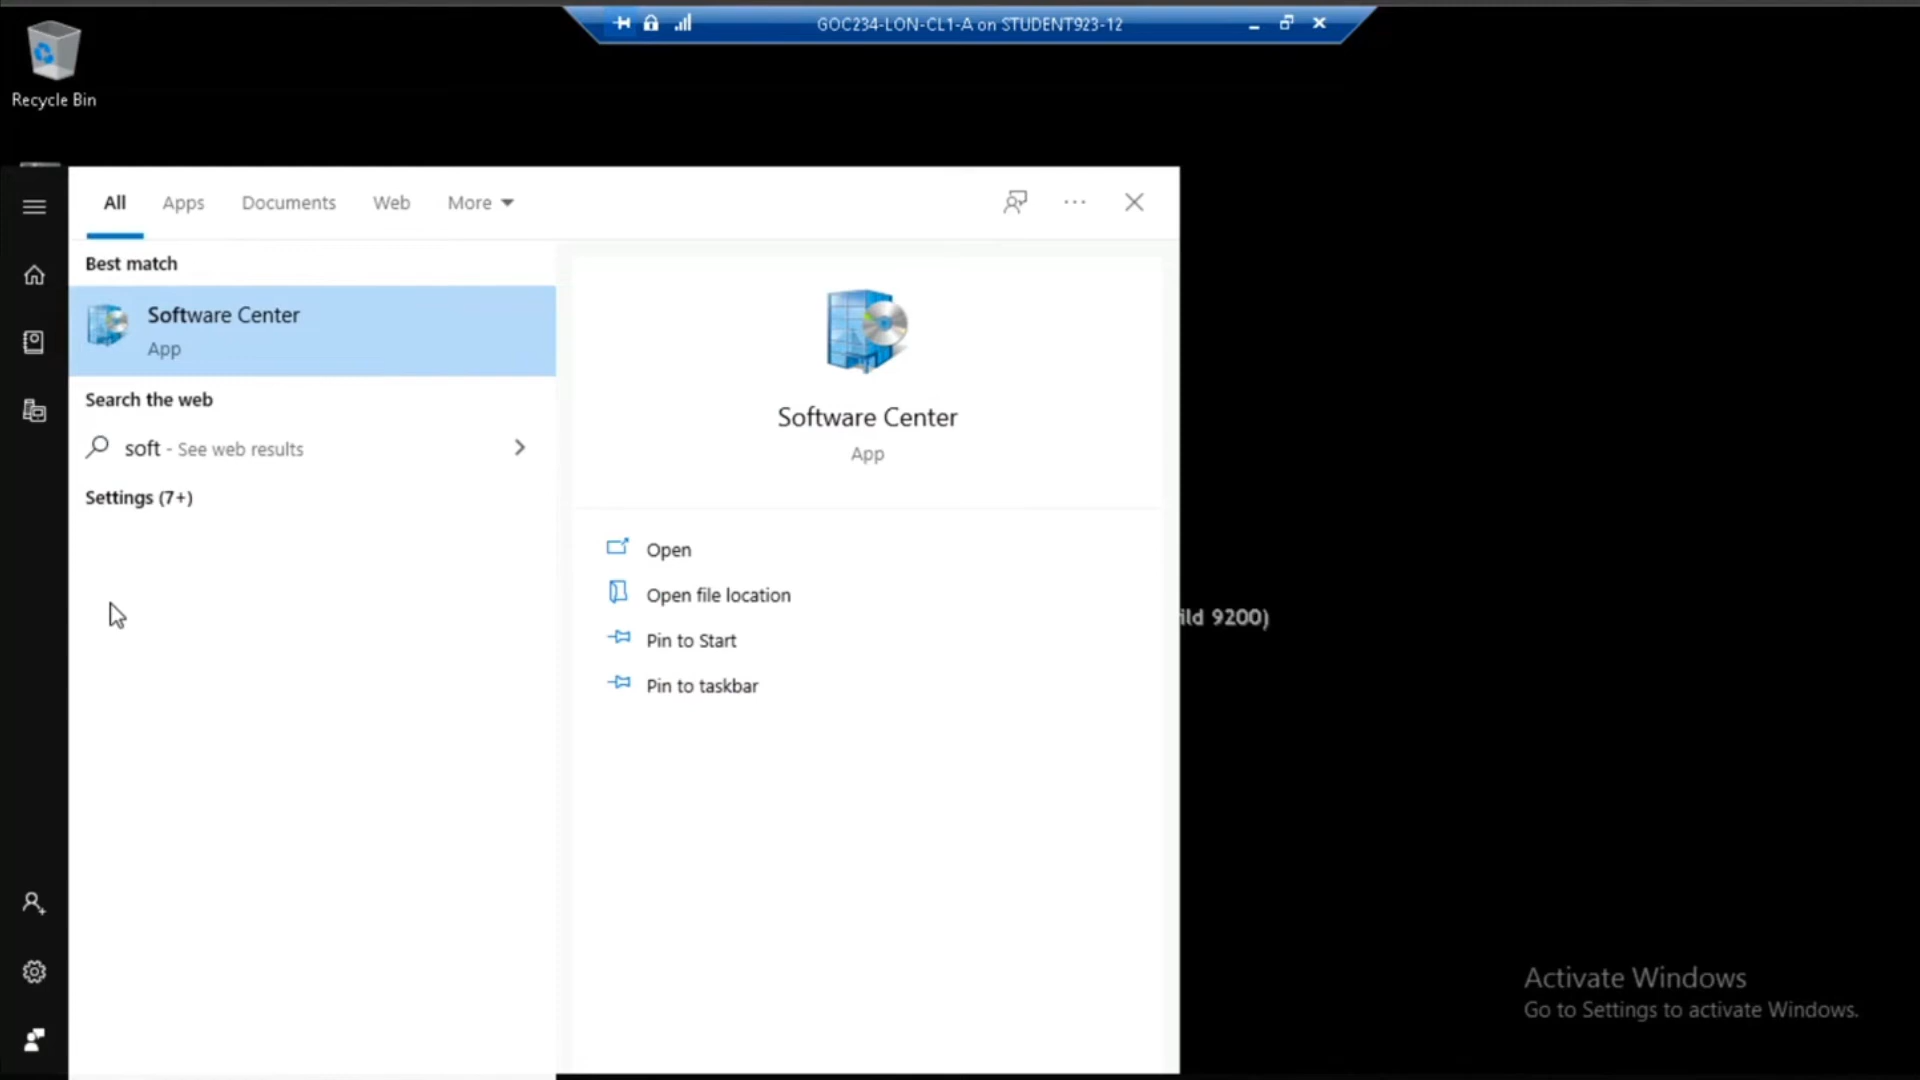 GOC234-LON-CL1-A on STUDENT923-12
Recycle Bin
All Apps Documents Web More
Best match
Software Center
App
Search the web
soft - See web results
Settings (7+)
Software Center
App
Open
Open file location
Pin to Start
Pin to taskbar
ild 9200)
Activate Windows
Go to Settings to activate Windows.